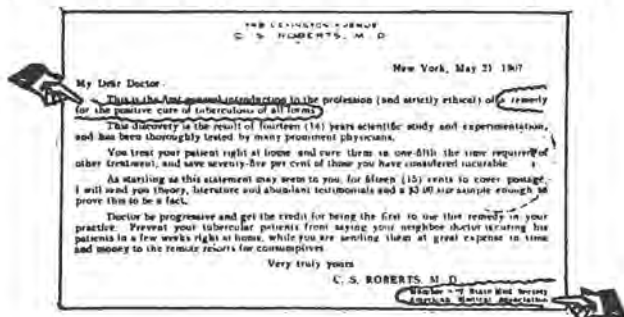 LEXINGTON AVENUE
C. S. ROBERTS, M. D.
New York, May 21 1907
My Dear Doctor
This is the first general introduction to the profession (and strictly ethical) of a remedy
for the positive cure of tuberculosis of all forms
This discovery is the result of fourteen (14) years scientific study and experimentation,
and has been thoroughly tested by many prominent physicians.
You treat your patient right at home and cure them in one-fifth the time required of
other treatment, and save seventy-five per cent of those you have considered incurable
As startling as this statement may seem to you, for fifteen (15) cents to cover postage,
I will send you theory, literature and abundant testimonials and a $3.00 size sample enough to
prove this to be a fact.
Doctor be progressive and get the credit for being the first to use this remedy in your
practice. Prevent your tubercular patients from saying your neighbor doctor is curing his
patients in a few weeks right at home, while you are sending them at great expense in time
and money to the remote resorts for consumptives.
Very truly yours
C. S. ROBERTS, M. D.
Member State Med Society
American Medical Association